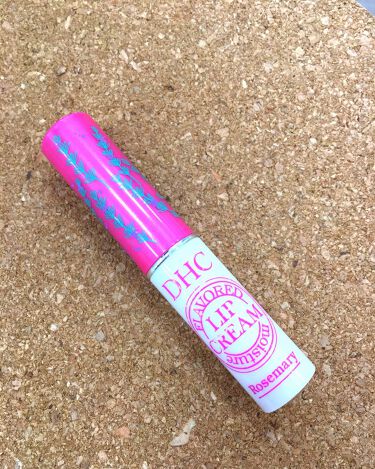 DHC
FLAVORED
LIP
CREAM
moisture
Rosemary